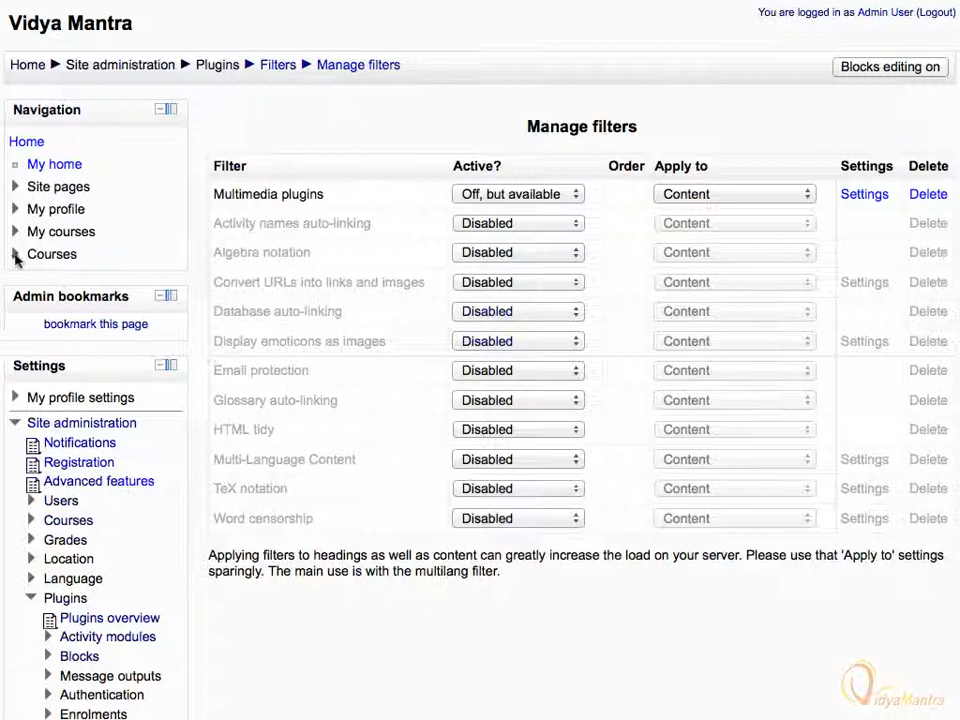 Vidya Mantra
You are logged in as Admin User (Logout)
Home Site administration Plugins Filters Manage filters
Blocks editing on
Navigation
Home
My home
Site pages
My profile
My courses
Courses
Admin bookmarks
bookmark this page
Settings
My profile settings
Site administration
Notifications
Registration
Advanced features
Users
Courses
Grades
Location
Language
Plugins
Plugins overview
Activity modules
Blocks
Message outputs
Authentication
Enrolments
Manage filters
Filter Active? Order Apply to Settings Delete
Multimedia plugins Off, but available Content Settings Delete
Activity names auto-linking Disabled Content Delete
Algebra notation Disabled Content Delete
Convert URLs into links and images Disabled Content Settings Delete
Database auto-linking Disabled Content Delete
Display emoticons as images Disabled Content Settings Delete
Email protection Disabled Content Delete
Glossary auto-linking Disabled Content Delete
HTML tidy Disabled Content Delete
Multi-Language Content Disabled Content Settings Delete
TeX notation Disabled Content Settings Delete
Word censorship Disabled Content Settings Delete
Applying filters to headings as well as content can greatly increase the load on your server. Please use that 'Apply to' settings
sparingly. The main use is with the multilang filter.
VidyaMantra